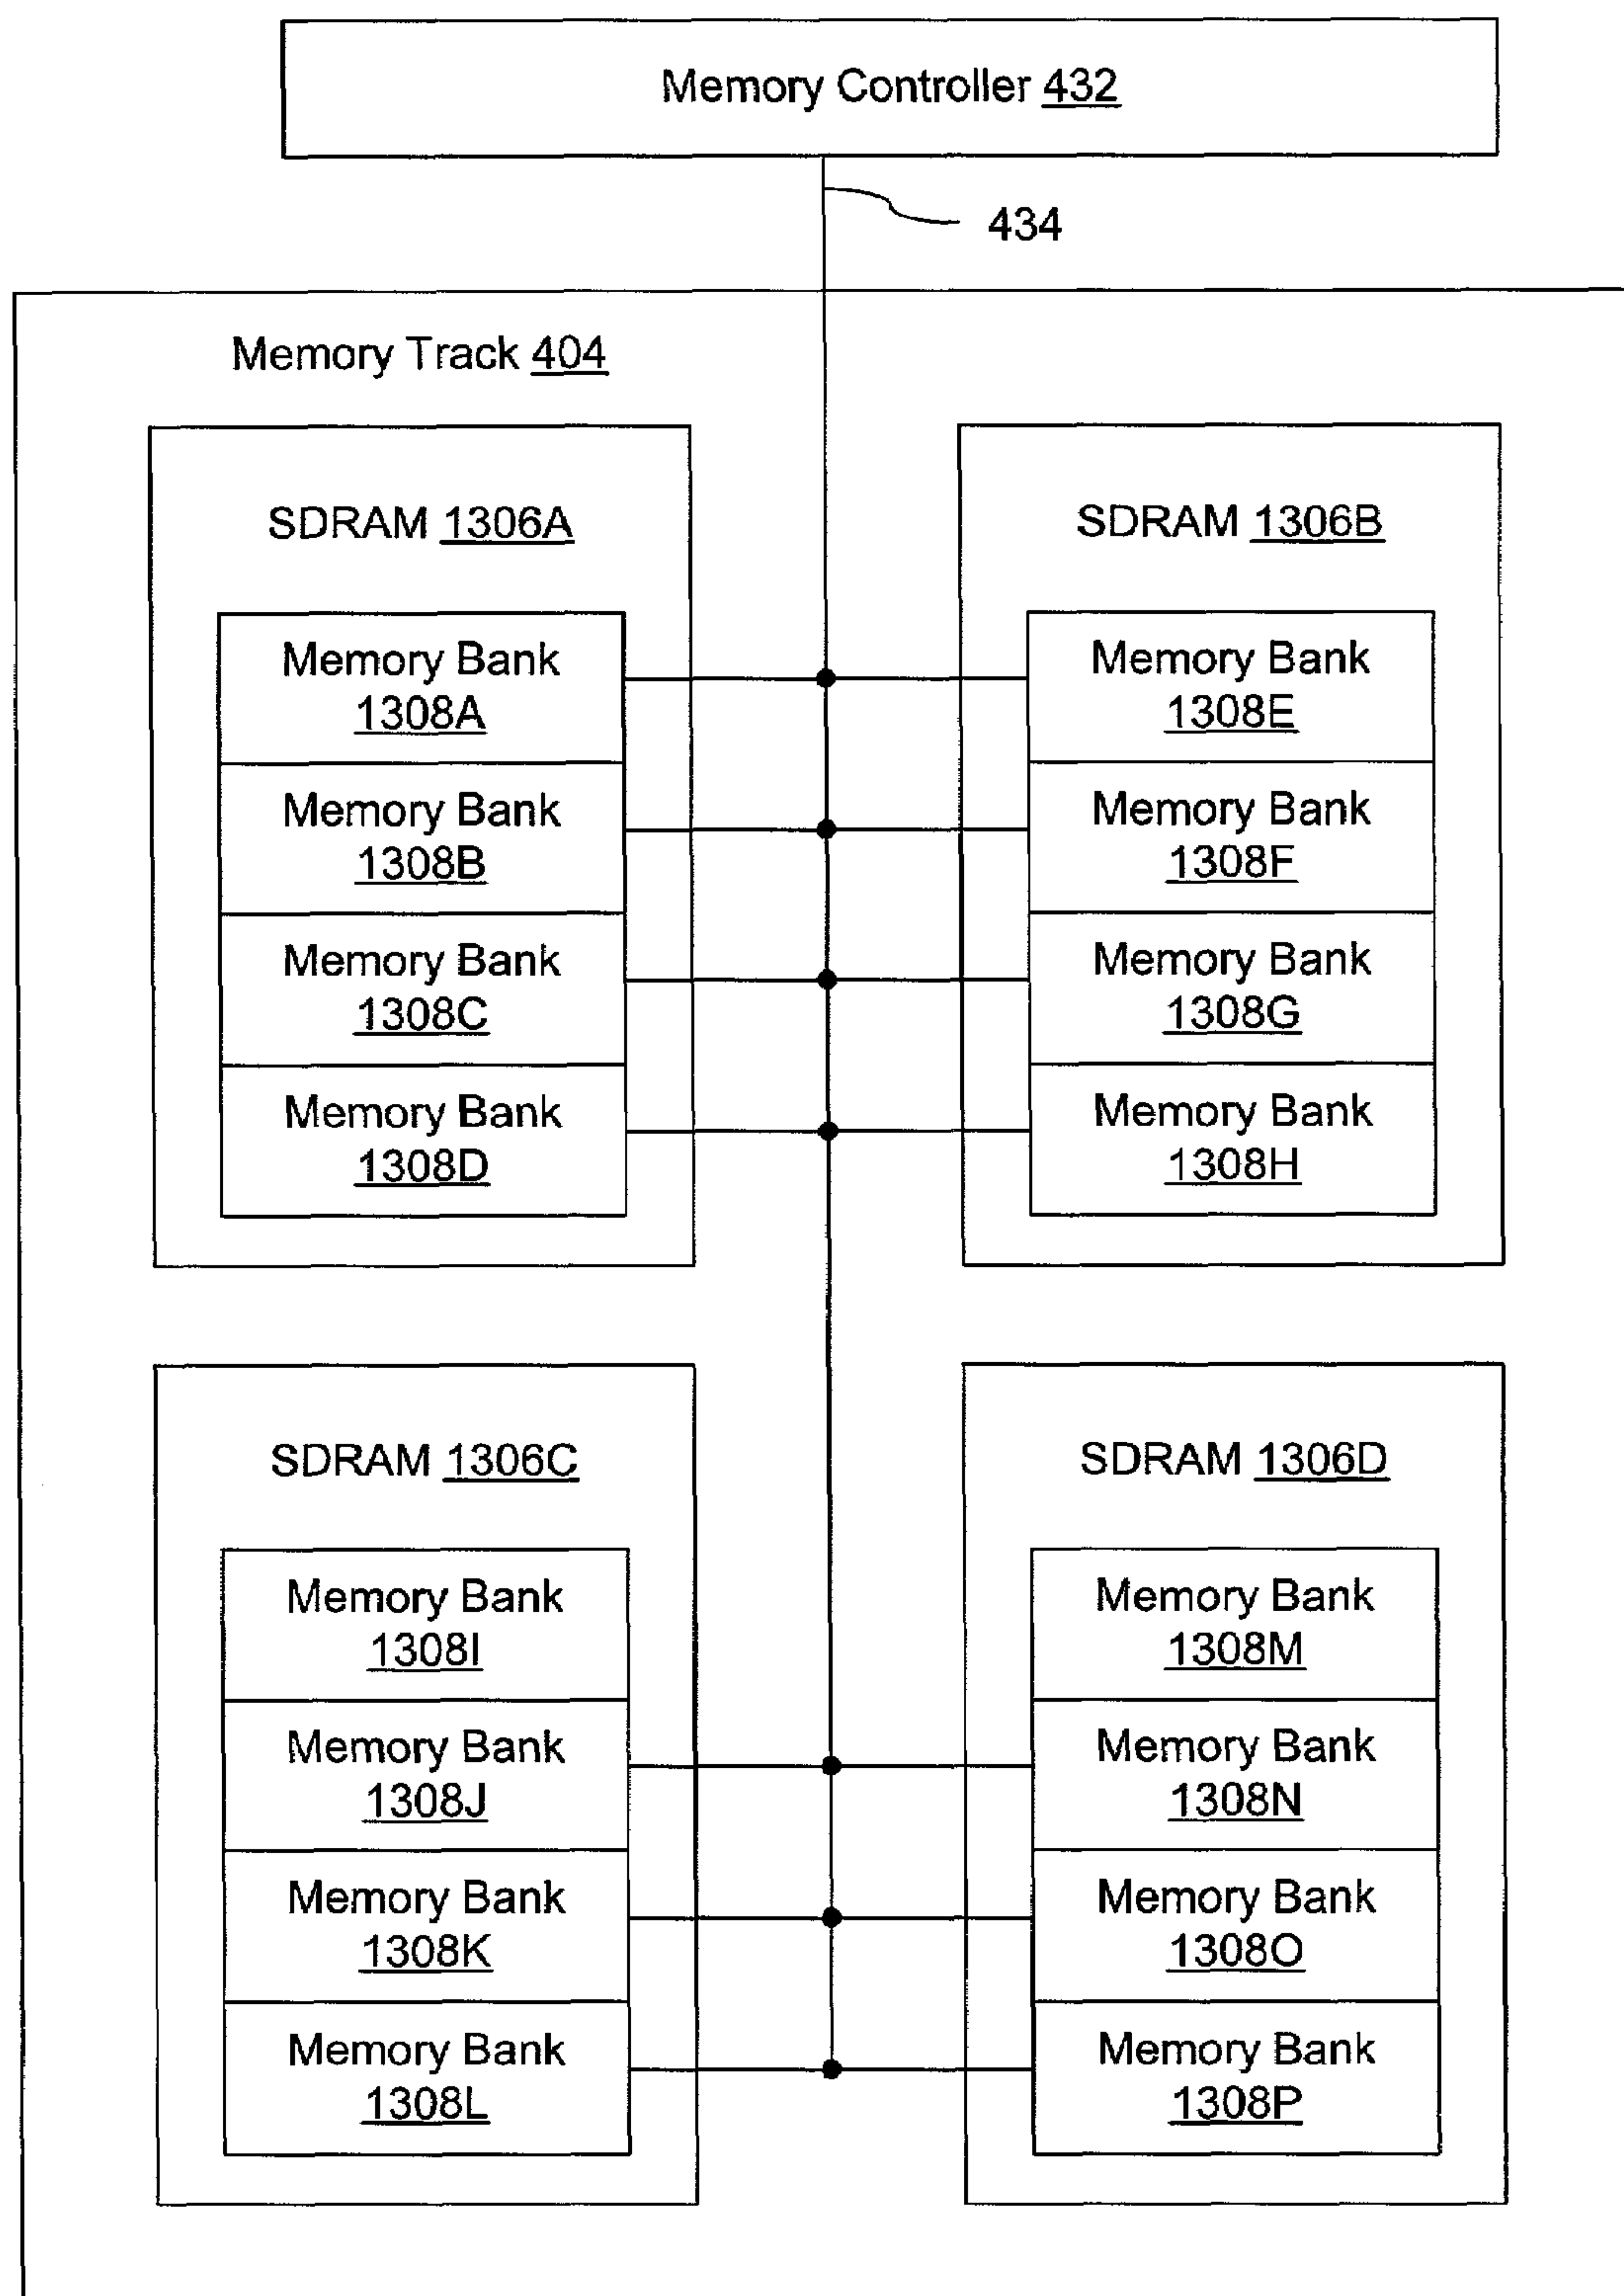 Memory Controller 432
434
Memory Track 404
SDRAM 1306A
Memory Bank
1308A
Memory Bank
1308B
Memory Bank
1308C
Memory Bank
1308D
SDRAM 1306B
Memory Bank
1308E
Memory Bank
1308F
Memory Bank
1308G
Memory Bank
1308H
SDRAM 1306C
Memory Bank
1308I
Memory Bank
1308J
Memory Bank
1308K
Memory Bank
1308L
SDRAM 1306D
Memory Bank
1308M
Memory Bank
1308N
Memory Bank
1308O
Memory Bank
1308P